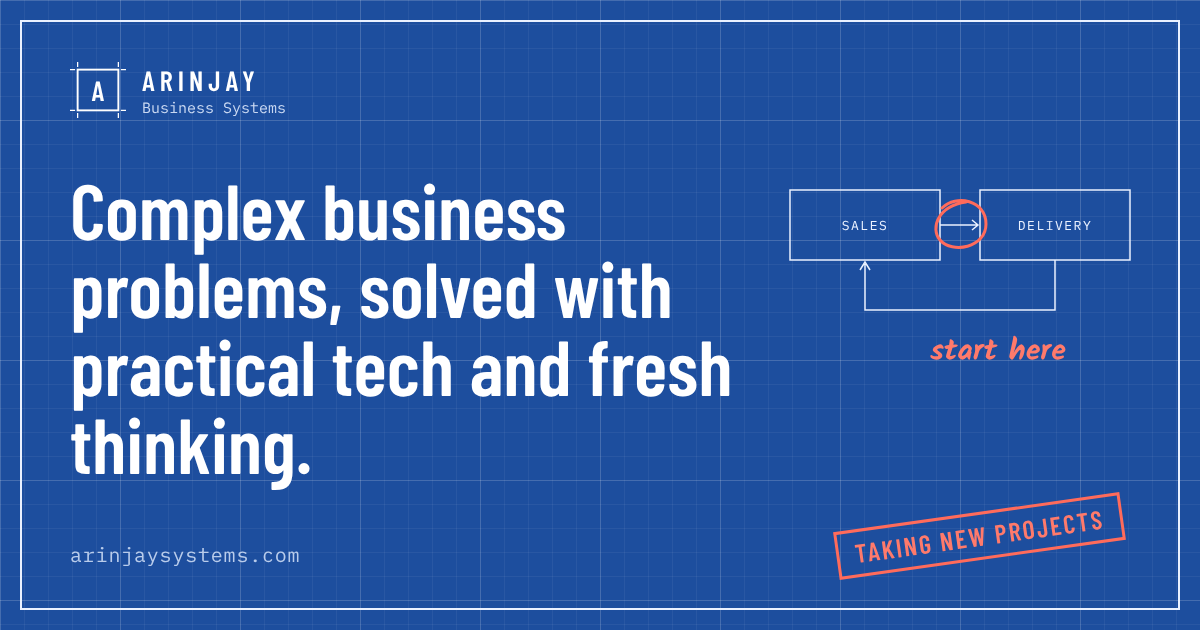 A
ARINJAY
Business Systems
Complex business
problems, solved with
practical tech and fresh
thinking.
SALES
DELIVERY
start here
arinjaysystems.com
TAKING NEW PROJECTS